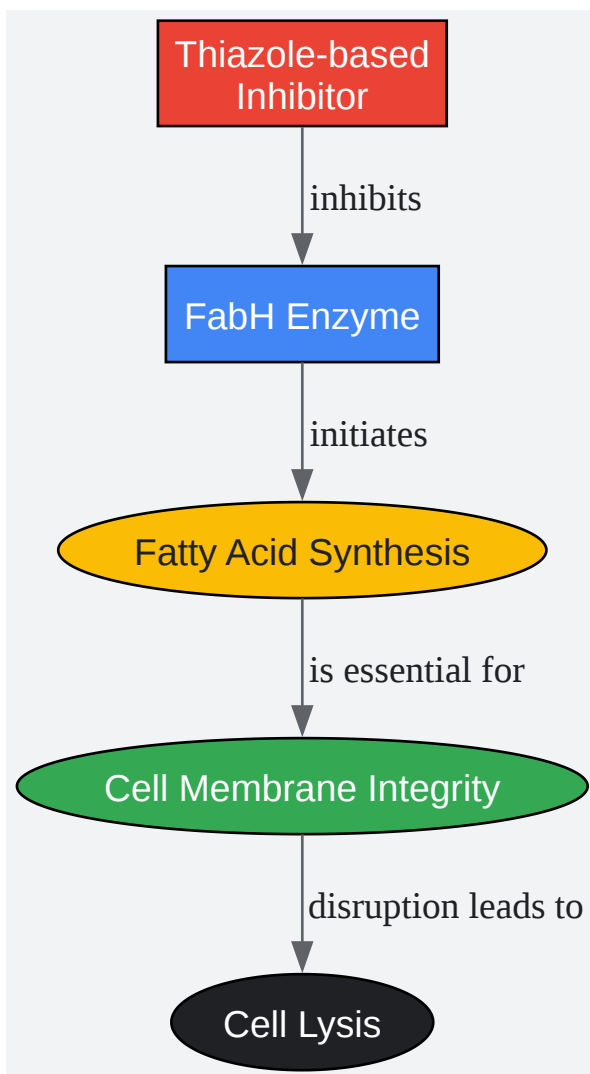 Thiazole-based
Inhibitor
inhibits
FabH Enzyme
initiates
Fatty Acid Synthesis
is essential for
Cell Membrane Integrity
disruption leads to
Cell Lysis